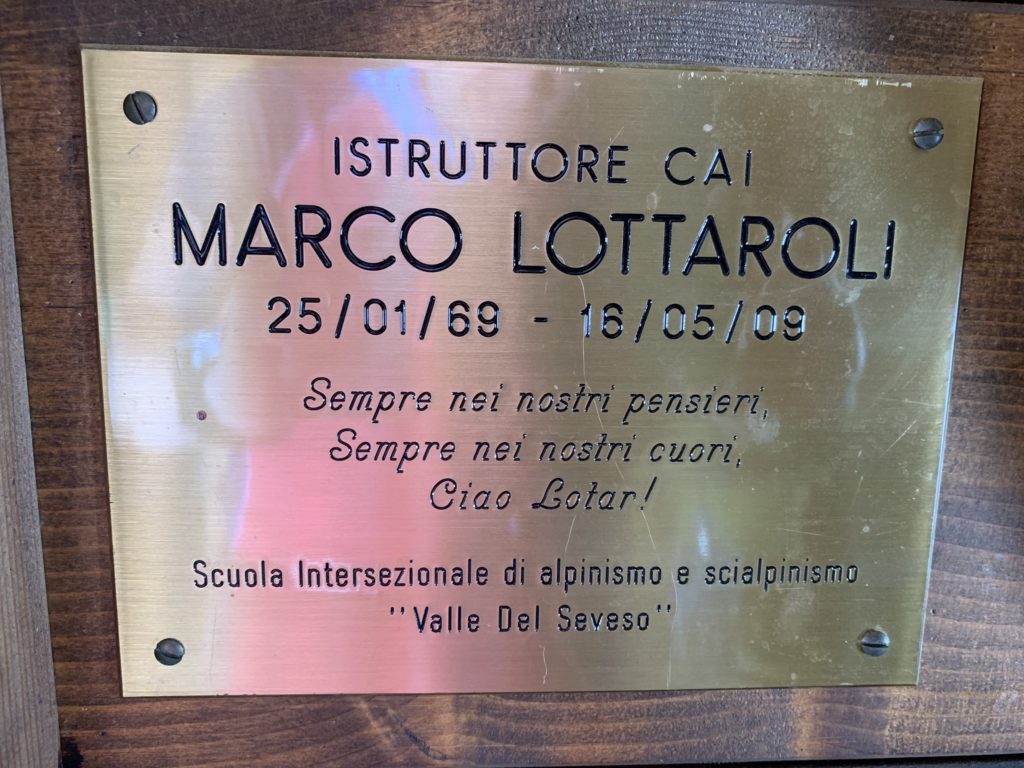 ISTRUTTORE CAI
MARCO LOTTAROLI
25/01/69 - 16/05/09
Sempre nei nostri pensieri,
Sempre nei nostri cuori,
Ciao Lotar!
Scuola Intersezionale di alpinismo e scialpinismo
"Valle Del Seveso"